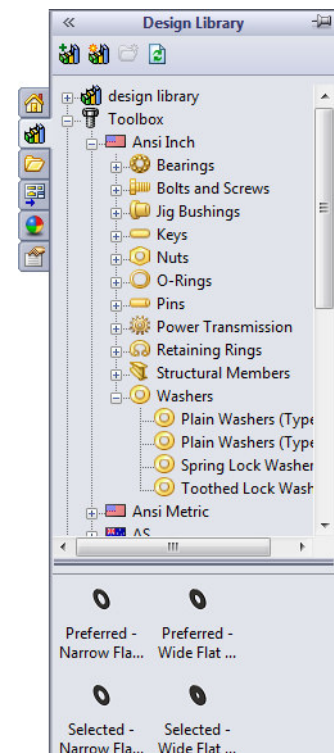 Design Library
design library
Toolbox
Ansi Inch
Bearings
Bolts and Screws
Jig Bushings
Keys
Nuts
O-Rings
Pins
Power Transmission
Retaining Rings
Structural Members
Washers
Plain Washers (Type
Plain Washers (Type
Spring Lock Washer
Toothed Lock Wash
Ansi Metric
AS
Preferred - Preferred -
Narrow Fla... Wide Flat ...
Selected - Selected -
Narrow Fla... Wide Flat ...